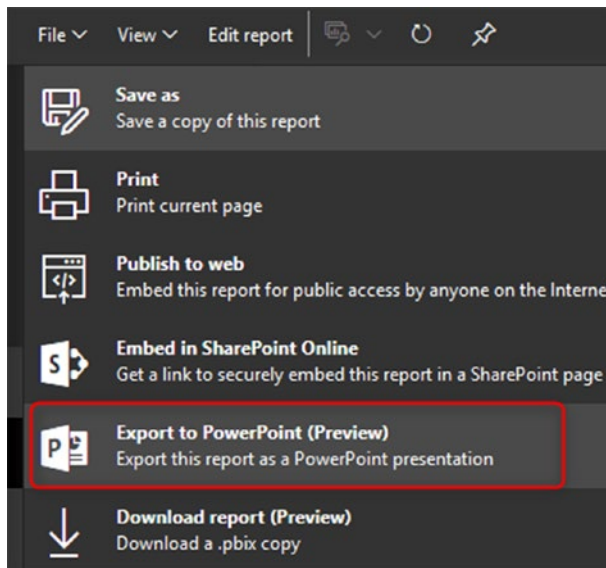 File View Edit report
Save as
Save a copy of this report
Print
Print current page
Publish to web
Embed this report for public access by anyone on the Interne
Embed in SharePoint Online
Get a link to securely embed this report in a SharePoint page
Export to PowerPoint (Preview)
Export this report as a PowerPoint presentation
Download report (Preview)
Download a .pbix copy